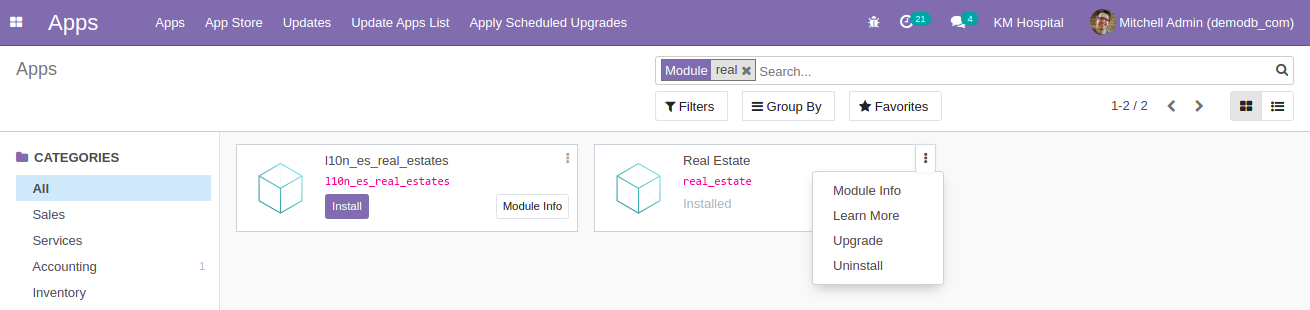 Apps Apps App Store Updates Update Apps List Apply Scheduled Upgrades 21 4 KM Hospital Mitchell Admin (demodb_com)
Apps
Module real Search...
Filters Group By Favorites 1-2 / 2
CATEGORIES
All
Sales
Services
Accounting 1
Inventory
l10n_es_real_estates
l10n_es_real_estates
Install Module Info
Real Estate
real_estate
Installed
Module Info
Learn More
Upgrade
Uninstall